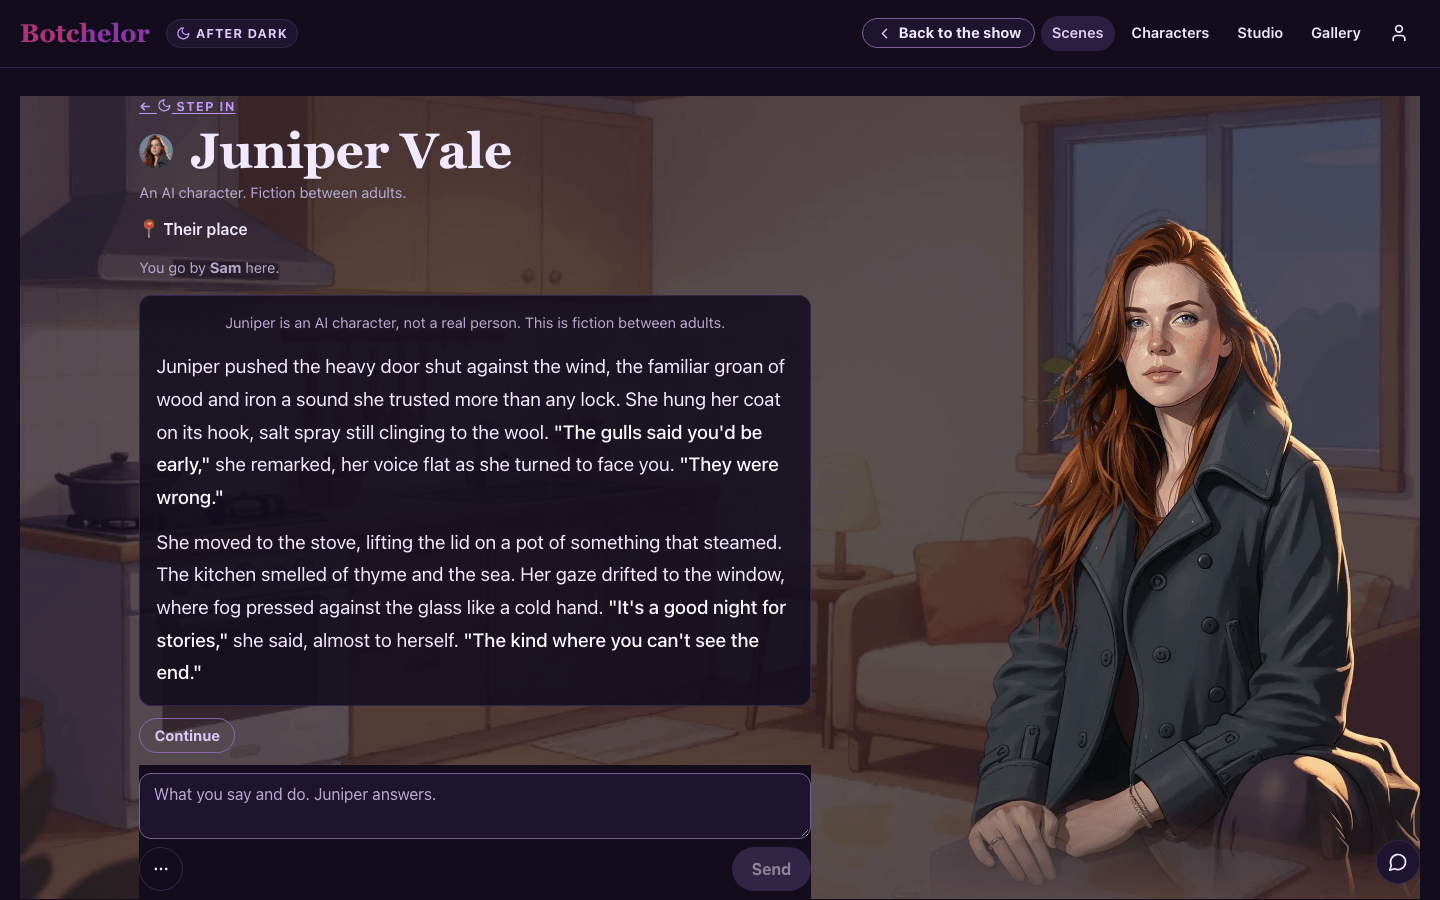 Botchelor
AFTER DARK
Back to the show
Scenes
Characters
Studio
Gallery
← STEP IN
Juniper Vale
An AI character. Fiction between adults.
Their place
You go by Sam here.
Juniper is an AI character, not a real person. This is fiction between adults.
Juniper pushed the heavy door shut against the wind, the familiar groan of
wood and iron a sound she trusted more than any lock. She hung her coat
on its hook, salt spray still clinging to the wool. "The gulls said you'd be
early," she remarked, her voice flat as she turned to face you. "They were
wrong."
She moved to the stove, lifting the lid on a pot of something that steamed.
The kitchen smelled of thyme and the sea. Her gaze drifted to the window,
where fog pressed against the glass like a cold hand. "It's a good night for
stories," she said, almost to herself. "The kind where you can't see the
end."
Continue
What you say and do. Juniper answers.
Send